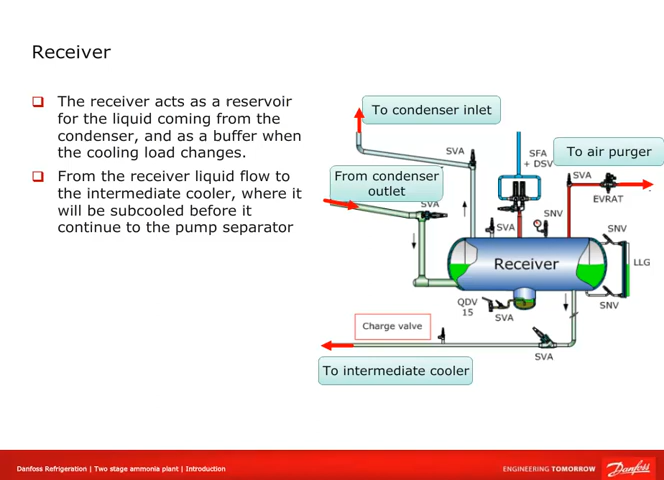 Receiver
The receiver acts as a reservoir
for the liquid coming from the
condenser, and as a buffer when
the cooling load changes.
From the receiver liquid flow to
the intermediate cooler, where it
will be subcooled before it
continue to the pump separator
To condenser inlet
SVA
SFA
+ DSV
To air purger
From condenser
outlet
SVA
EVRAT
SVA
SVA
SNV
SNV
Receiver
LLG
QDV
15
SVA
SNV
Charge valve
SVA
To intermediate cooler
Danfoss Refrigeration | Two stage ammonia plant | Introduction
ENGINEERING TOMORROW
Danfoss